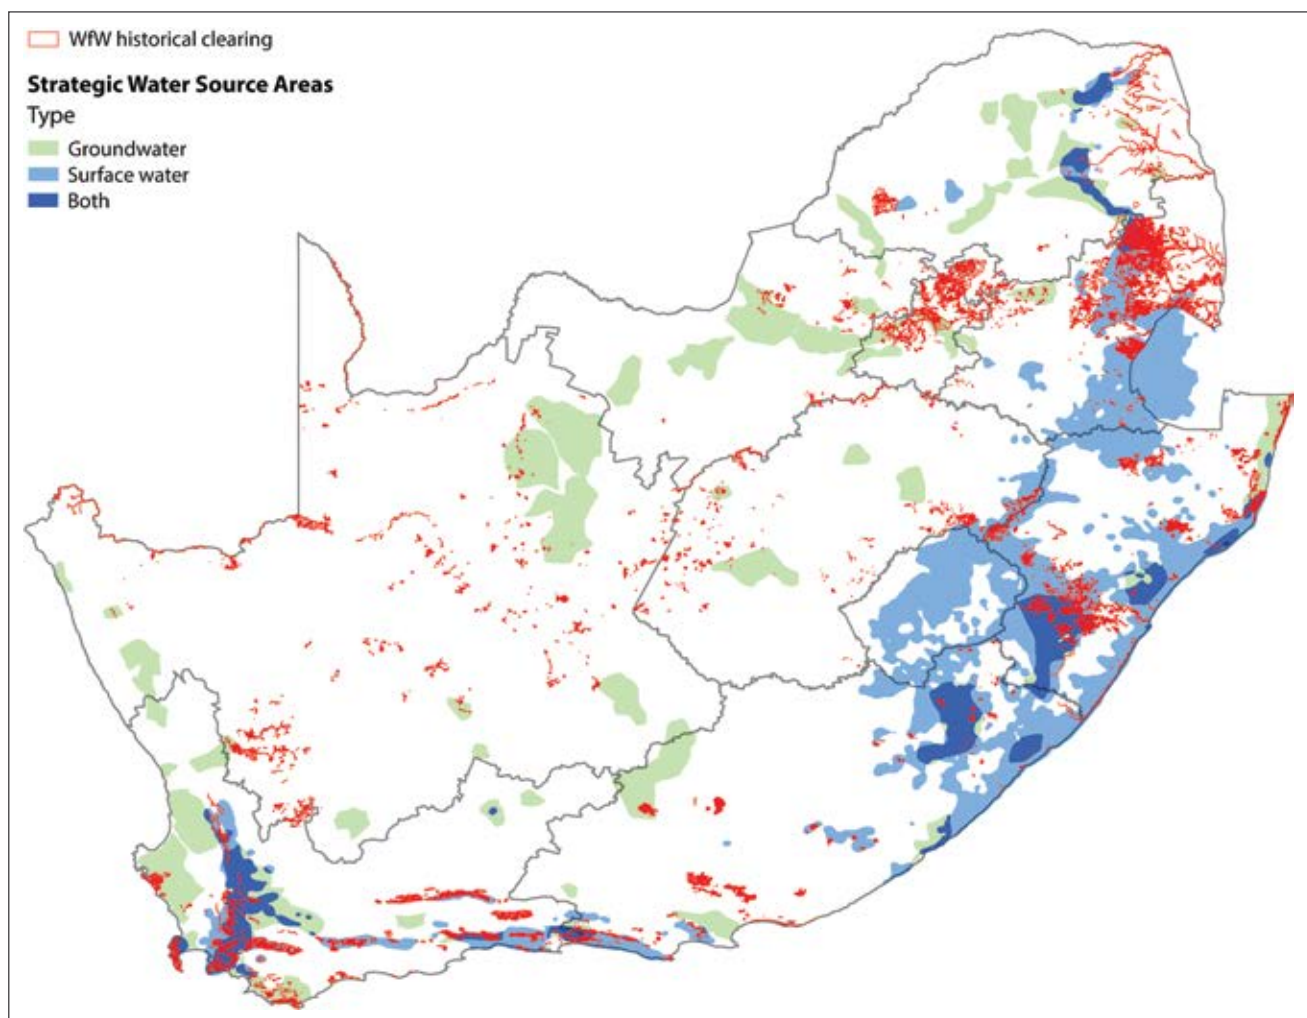 WfW historical clearing
Strategic Water Source Areas
Type
Groundwater
Surface water
Both